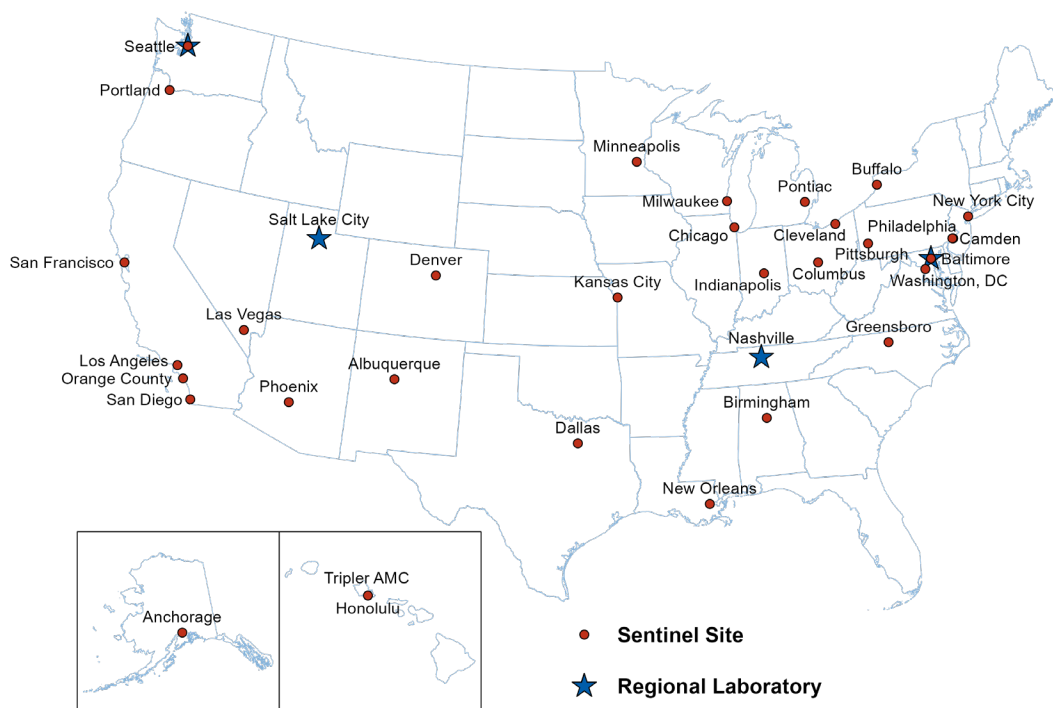 Seattle
Portland
Minneapolis
Buffalo
Pontiac
Milwaukee
New York City
Salt Lake City
Philadelphia
Chicago
Cleveland
Camden
Pittsburgh
Baltimore
San Francisco
Denver
Columbus
Kansas City
Indianapolis
Washington, DC
Las Vegas
Greensboro
Nashville
Los Angeles
Albuquerque
Orange County
Phoenix
San Diego
Birmingham
Dallas
New Orleans
Tripler AMC
Honolulu
Anchorage
Sentinel Site
Regional Laboratory